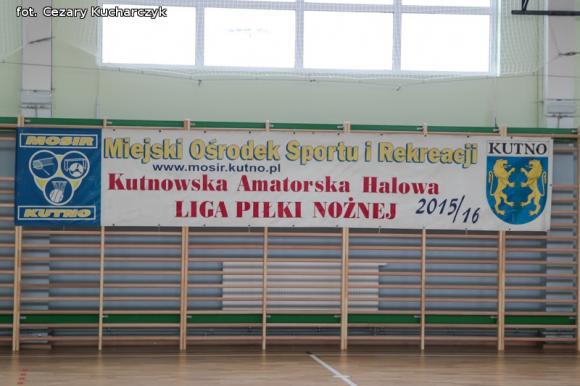 fot. Cezary Kucharczyk
MOSIR
KUTNO
Miejski Ośrodek Sportu i Rekreacji
www.mosir.kutno.pl
Kutnowska Amatorska Halowa
LIGA PIŁKI NOŻNEJ 2015/16
KUTNO